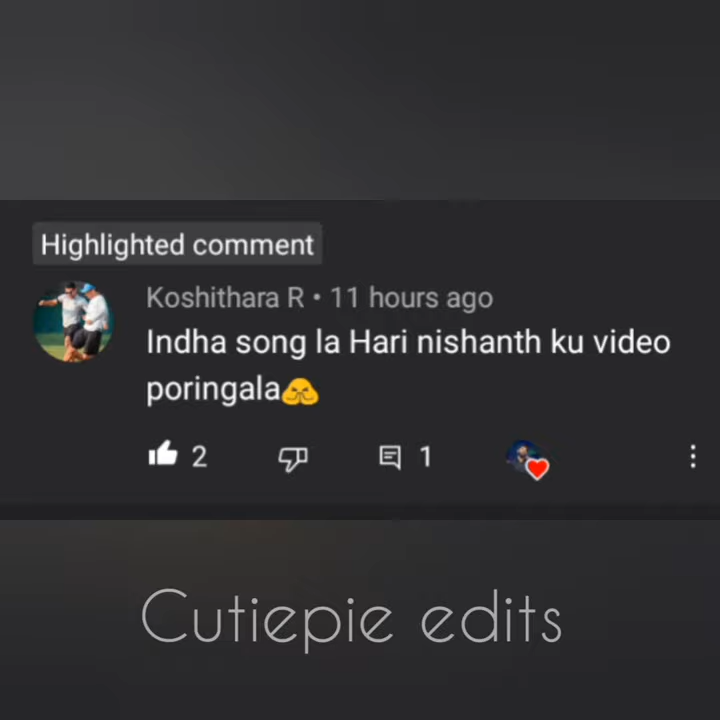 Highlighted comment
Koshithara R • 11 hours ago
Indha song la Hari nishanth ku video
poringala🙏
2
1
Cutiepie edits